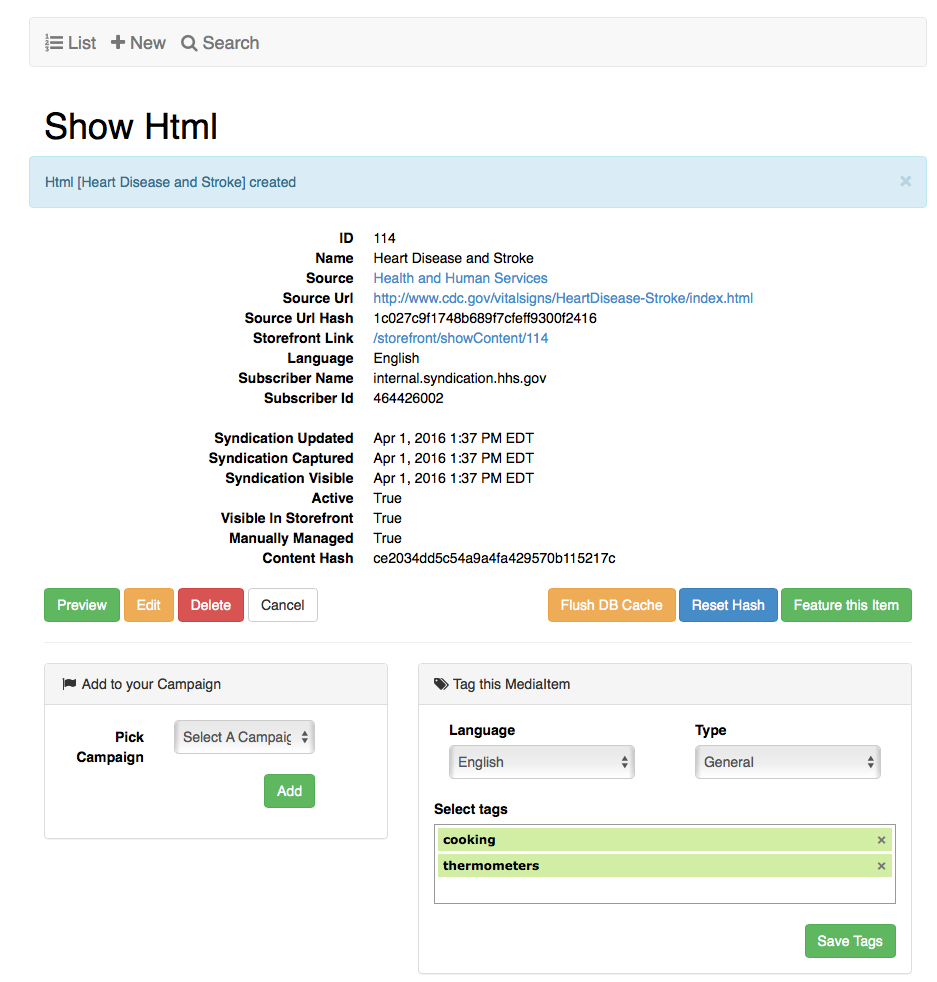 List New Search
Show Html
Html [Heart Disease and Stroke] created ×
ID 114
Name Heart Disease and Stroke
Source Health and Human Services
Source Url http://www.cdc.gov/vitalsigns/HeartDisease-Stroke/index.html
Source Url Hash 1c027c9f1748b689f7cfeff9300f2416
Storefront Link /storefront/showContent/114
Language English
Subscriber Name internal.syndication.hhs.gov
Subscriber Id 464426002
Syndication Updated Apr 1, 2016 1:37 PM EDT
Syndication Captured Apr 1, 2016 1:37 PM EDT
Syndication Visible Apr 1, 2016 1:37 PM EDT
Active True
Visible In Storefront True
Manually Managed True
Content Hash ce2034dd5c54a9a4fa429570b115217c
Preview Edit Delete Cancel Flush DB Cache Reset Hash Feature this Item
Add to your Campaign
Pick Campaign
Select A Campaig
Add
Tag this MediaItem
Language Type
English General
Select tags
cooking ×
thermometers ×
Save Tags